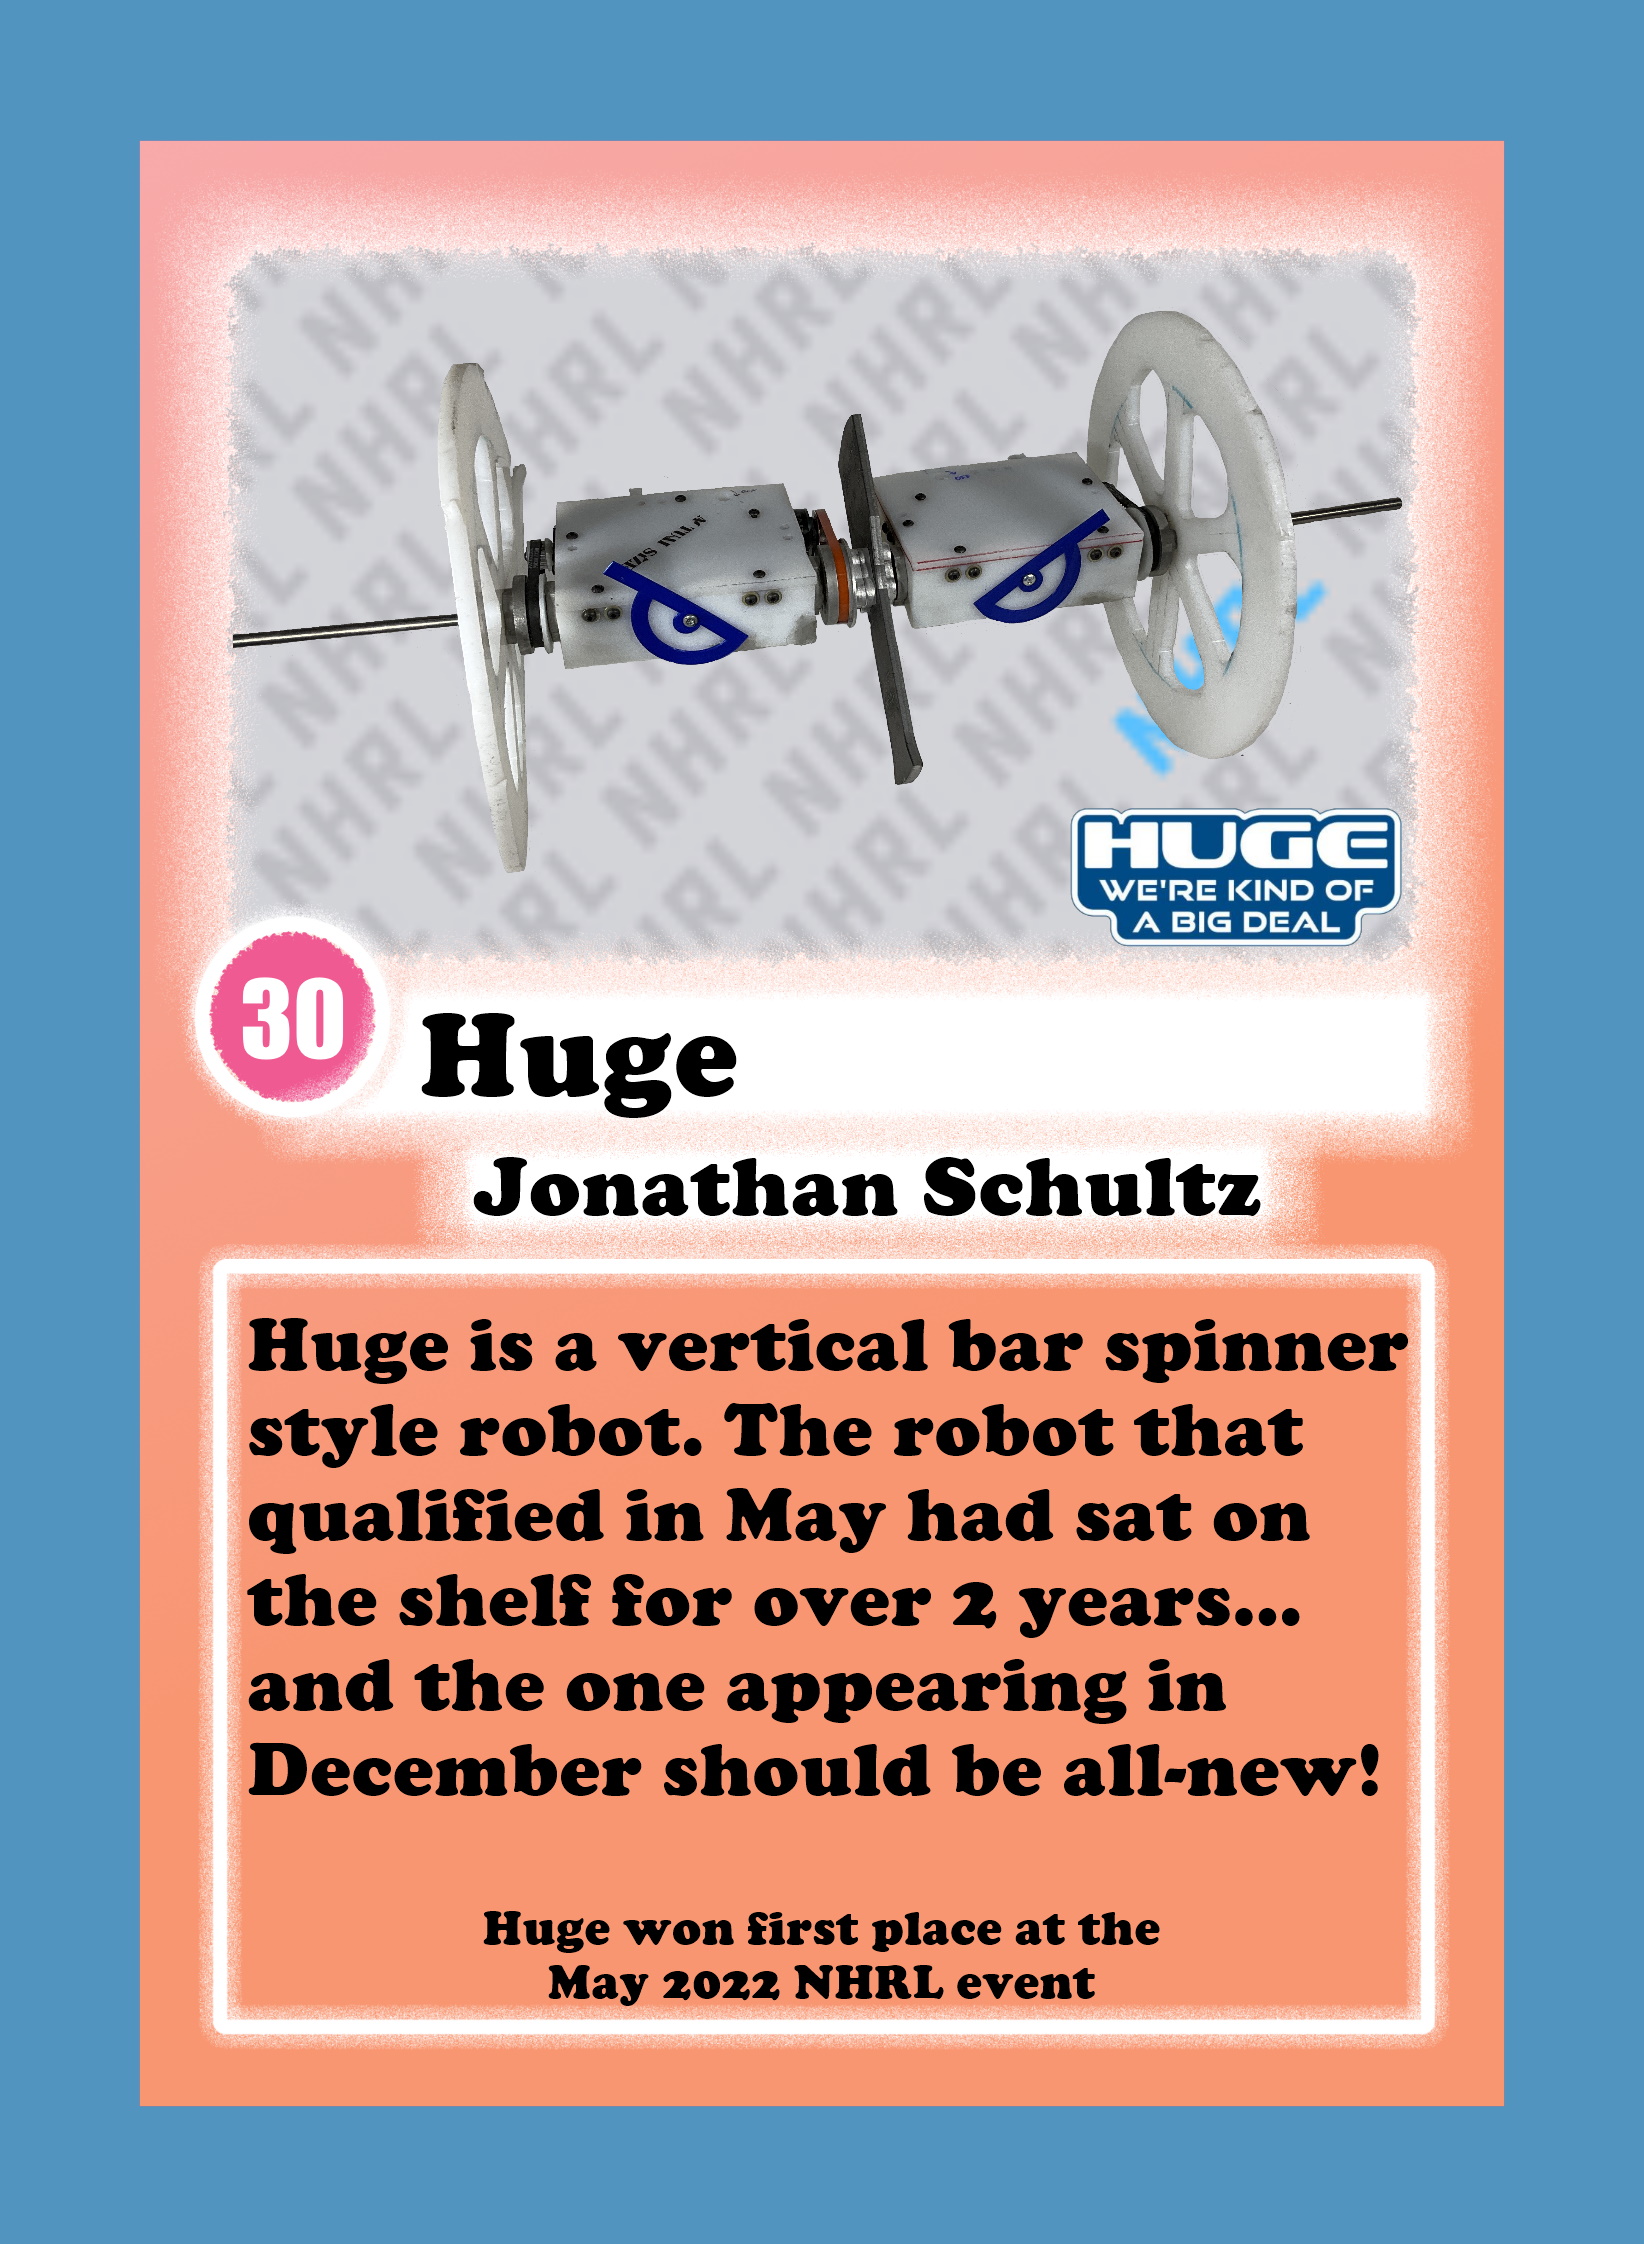 NHRL
HUGE
WE'RE KIND OF
A BIG DEAL
30
Huge
Jonathan Schultz
Huge is a vertical bar spinner
style robot. The robot that
qualified in May had sat on
the shelf for over 2 years...
and the one appearing in
December should be all-new!
Huge won first place at the
May 2022 NHRL event